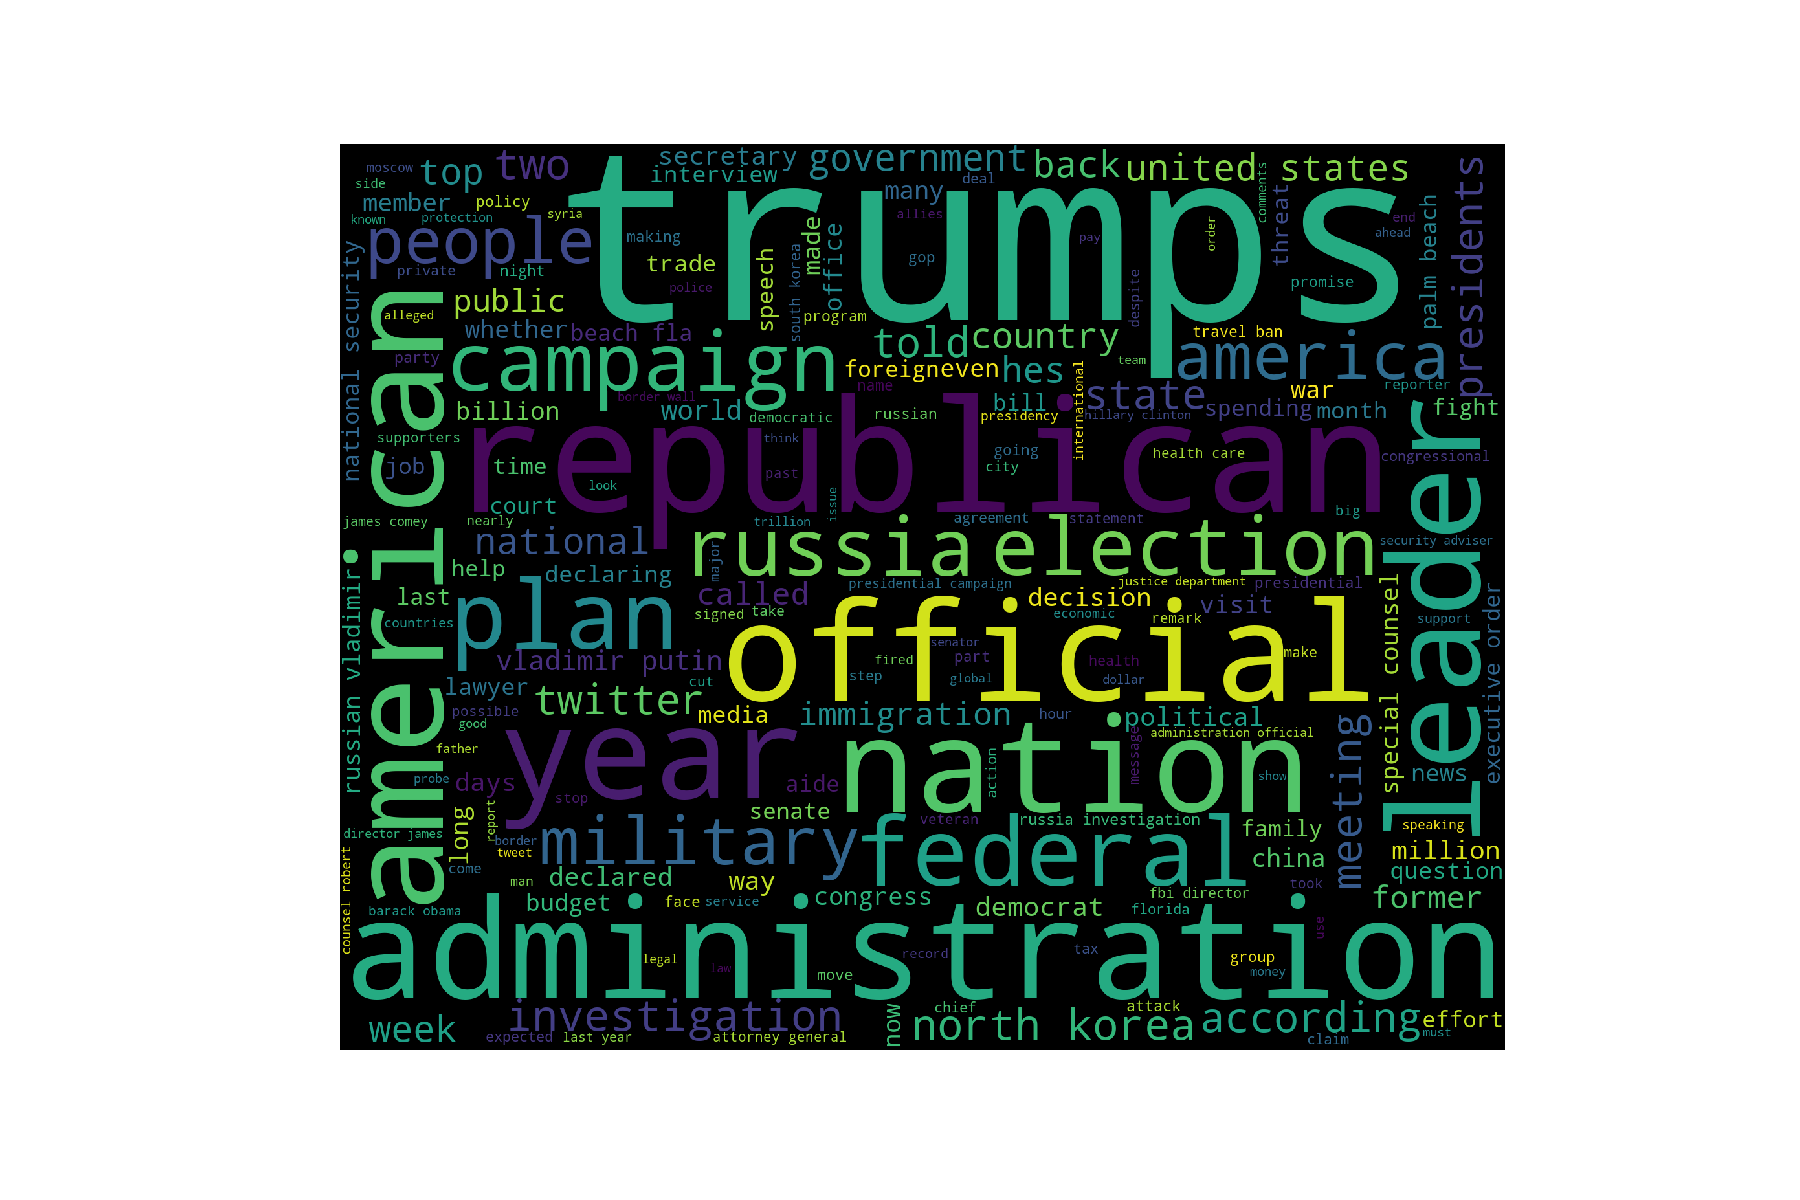 trumps
republican
american
administration
leader
official
year
nation
federal
campaign
russia
election
plan
people
military
america
state
meeting
investigation
north korea
according
presidents
government
united states
back
told
country
hes
two
top
week
national
immigration
twitter
called
vladimir putin
russian vladimir
national security
public
billion
world
member
secretary
interview
many
made
office
speech
trade
threat
palm beach
beach fla
whether
policy
moscow
side
known
protection
syria
making
private
night
alleged
party
police
south korea
program
gop
allies
deal
pay
order
comments
end
ahead
promise
despite
travel ban
team
foreigneven
name
border wall
democratic
supporters
job
time
court
look
think
past
issue
russian
bill
presidency
international
hillary clinton
spending
war
month
reporter
fight
going
city
health care
congressional
big
security adviser
james comey
nearly
help
declaring
last
countries
major
trillion
agreement
statement
presidential campaign
justice department
presidential
decision
visit
economic
remark
signed
take
support
special counsel
executive order
senator
fired
part
step
global
health
dollar
make
lawyer
cut
possible
good
father
probe
days
media
aide
hour
political
administration official
message
action
show
news
stop
senate
veteran
russia investigation
family
china
speaking
million
question
director james
long
report
border
tweet
come
man
declared
way
budget
face
service
congress
democrat
fbi director
florida
took
former
counsel robert
barack obama
legal
law
move
record
tax
group
money
use
now
chief
attack
claim
effort
must
expected
last year
attorney general